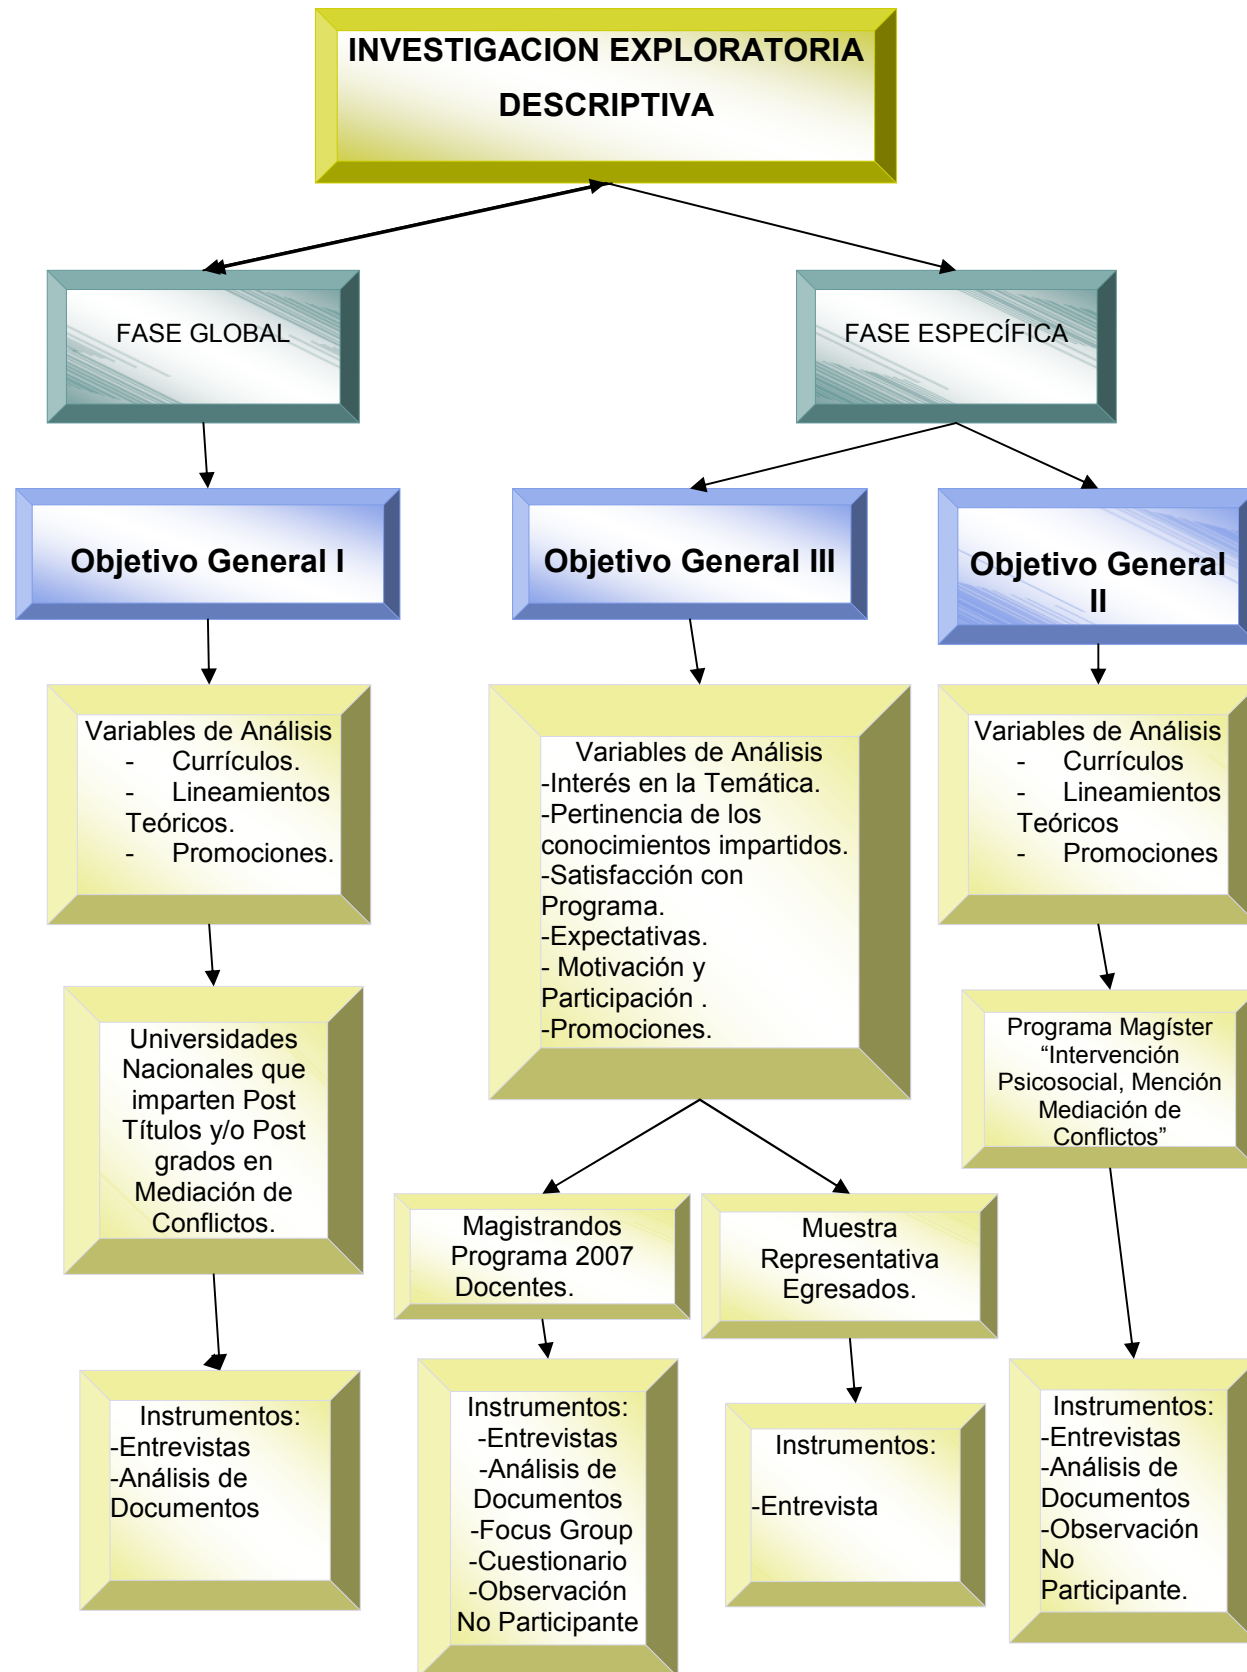 INVESTIGACION EXPLORATORIA
DESCRIPTIVA
FASE GLOBAL
FASE ESPECÍFICA
Objetivo General I
Objetivo General III
Objetivo General
II
Variables de Análisis
- Currículos.
- Lineamientos
Teóricos.
- Promociones.
Variables de Análisis
-Interés en la Temática.
-Pertinencia de los
conocimientos impartidos.
-Satisfacción con
Programa.
-Expectativas.
- Motivación y
Participación .
-Promociones.
Variables de Análisis
- Currículos
- Lineamientos
Teóricos
- Promociones
Universidades
Nacionales que
imparten Post
Títulos y/o Post
grados en
Mediación de
Conflictos.
Programa Magíster
“Intervención
Psicosocial, Mención
Mediación de
Conflictos”
Magistrandos
Programa 2007
Docentes.
Muestra
Representativa
Egresados.
Instrumentos:
-Entrevistas
-Análisis de
Documentos
Instrumentos:
-Entrevistas
-Análisis de
Documentos
-Focus Group
-Cuestionario
-Observación
No Participante
Instrumentos:
-Entrevista
Instrumentos:
-Entrevistas
-Análisis de
Documentos
-Observación
No
Participante.